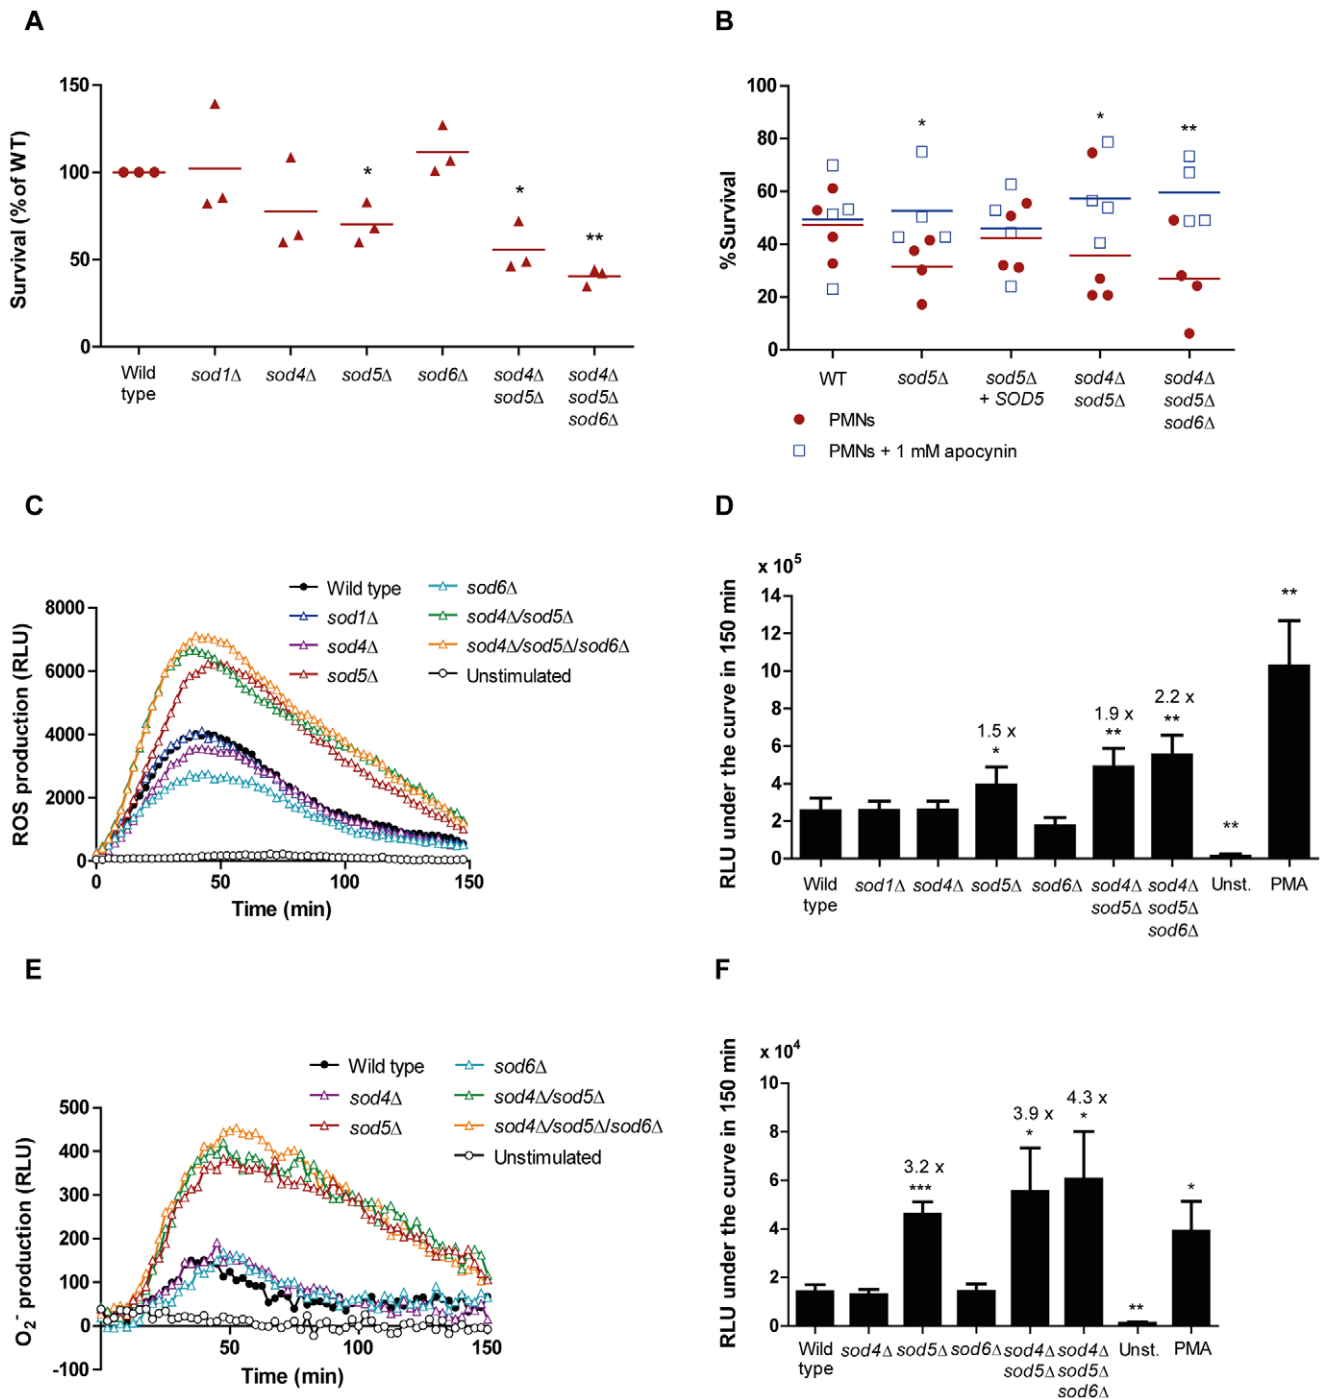 A
Survival (% of WT)
150
100
50
0
*
*
**
Wild
type
sod1Δ
sod4Δ
sod5Δ
sod6Δ
sod4Δ
sod5Δ
sod4Δ
sod5Δ
sod6Δ
B
%Survival
100
80
60
40
20
0
*
*
**
WT
sod5Δ
sod5Δ
+ SOD5
sod4Δ
sod5Δ
sod4Δ
sod5Δ
sod6Δ
PMNs
PMNs + 1 mM apocynin
C
Wild type
sod1Δ
sod4Δ
sod5Δ
sod6Δ
sod4Δ/sod5Δ
sod4Δ/sod5Δ/sod6Δ
Unstimulated
ROS production (RLU)
8000
6000
4000
2000
0
0
50
100
150
Time (min)
D
x 10⁵
RLU under the curve in 150 min
14
12
10
8
6
4
2
0
1.5 x
*
1.9 x
**
2.2 x
**
**
**
Wild
type
sod1Δ
sod4Δ
sod5Δ
sod6Δ
sod4Δ
sod5Δ
sod4Δ
sod5Δ
sod6Δ
Unst.
PMA
E
Wild type
sod4Δ
sod5Δ
sod6Δ
sod4Δ/sod5Δ
sod4Δ/sod5Δ/sod6Δ
Unstimulated
O₂⁻ production (RLU)
500
400
300
200
100
0
-100
50
100
150
Time (min)
F
x 10⁴
RLU under the curve in 150 min
10
8
6
4
2
0
3.2 x
***
3.9 x
*
4.3 x
*
**
*
Wild
type
sod4Δ
sod5Δ
sod6Δ
sod4Δ
sod5Δ
sod4Δ
sod5Δ
sod6Δ
Unst.
PMA